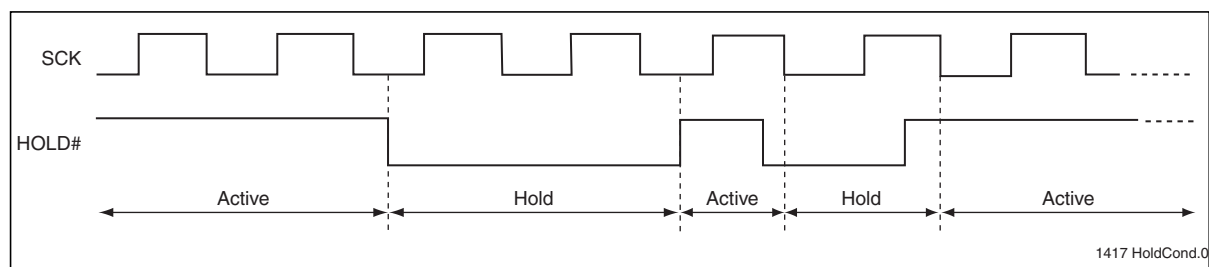 SCK
HOLD#
Active
Hold
Active
Hold
Active
1417 HoldCond.0